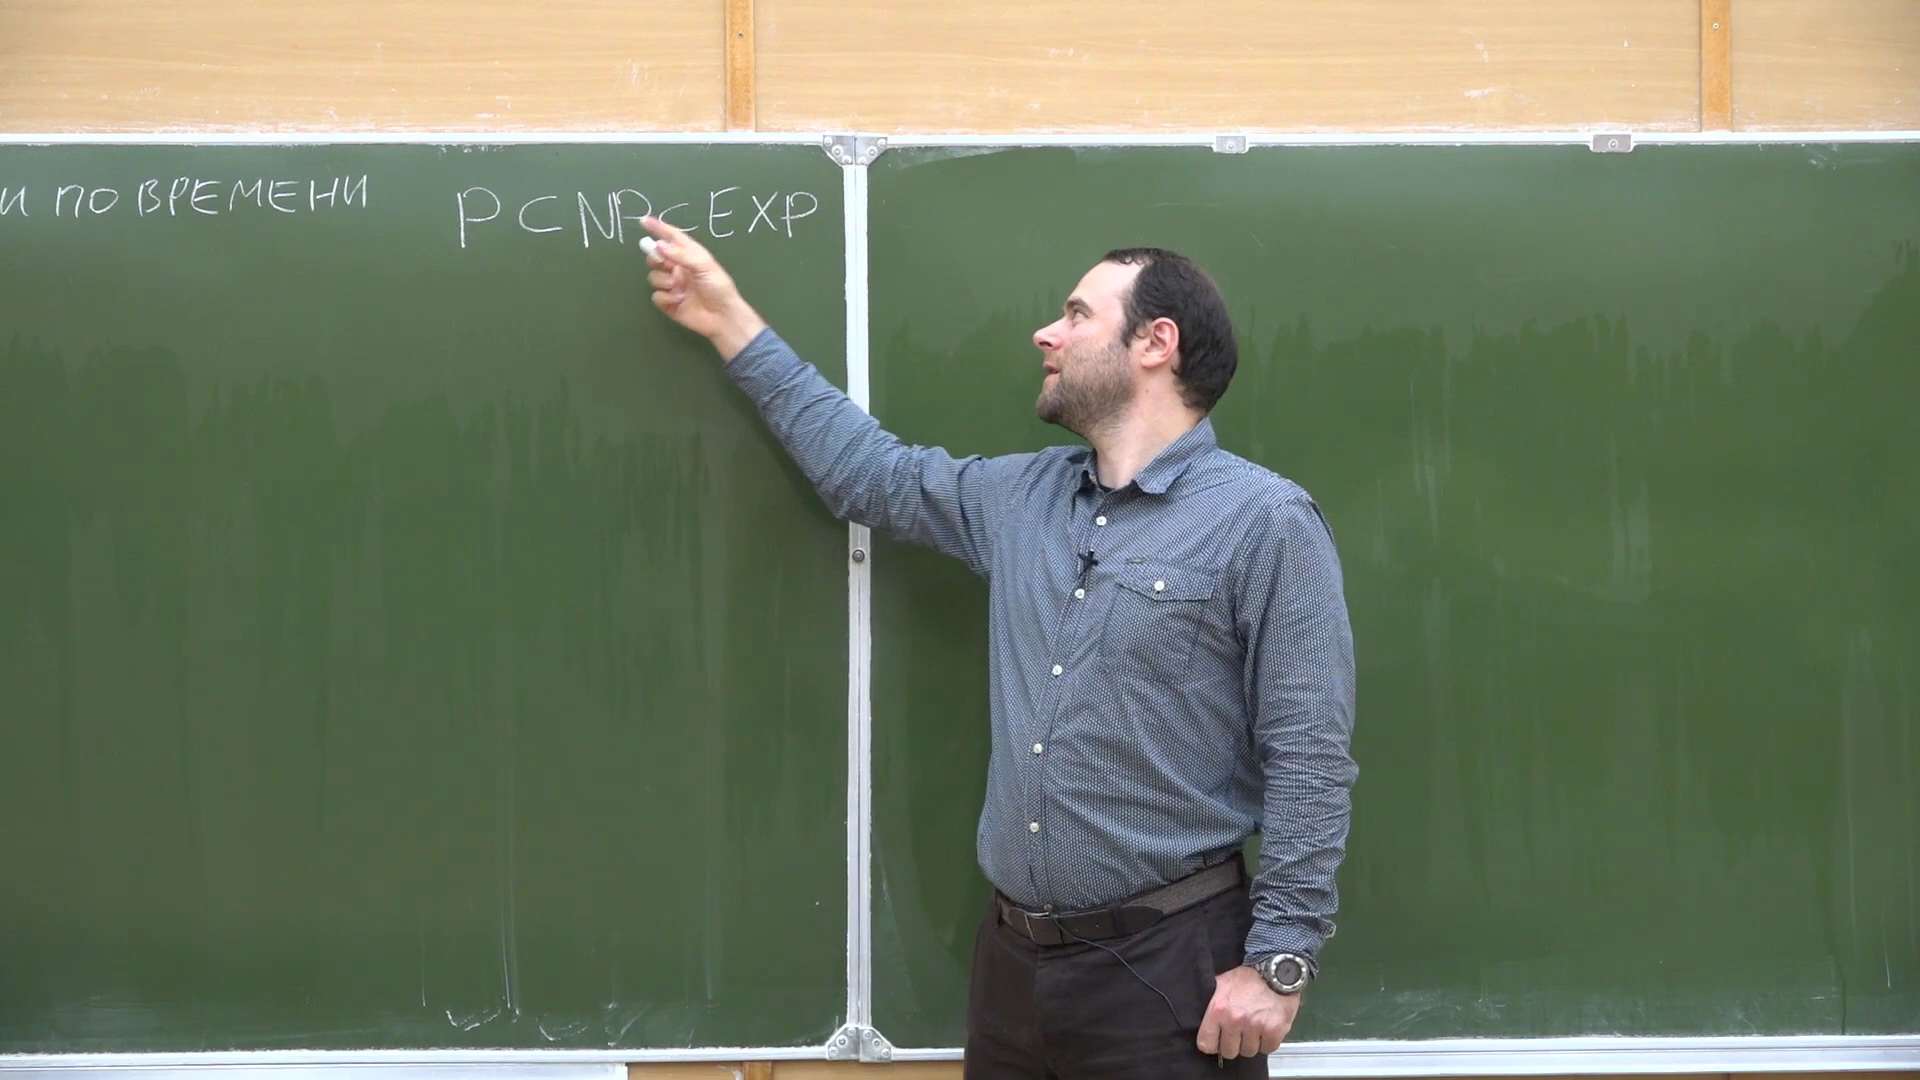 И ПО ВРЕМЕНИ P ⊂ NP ⊂ EXP